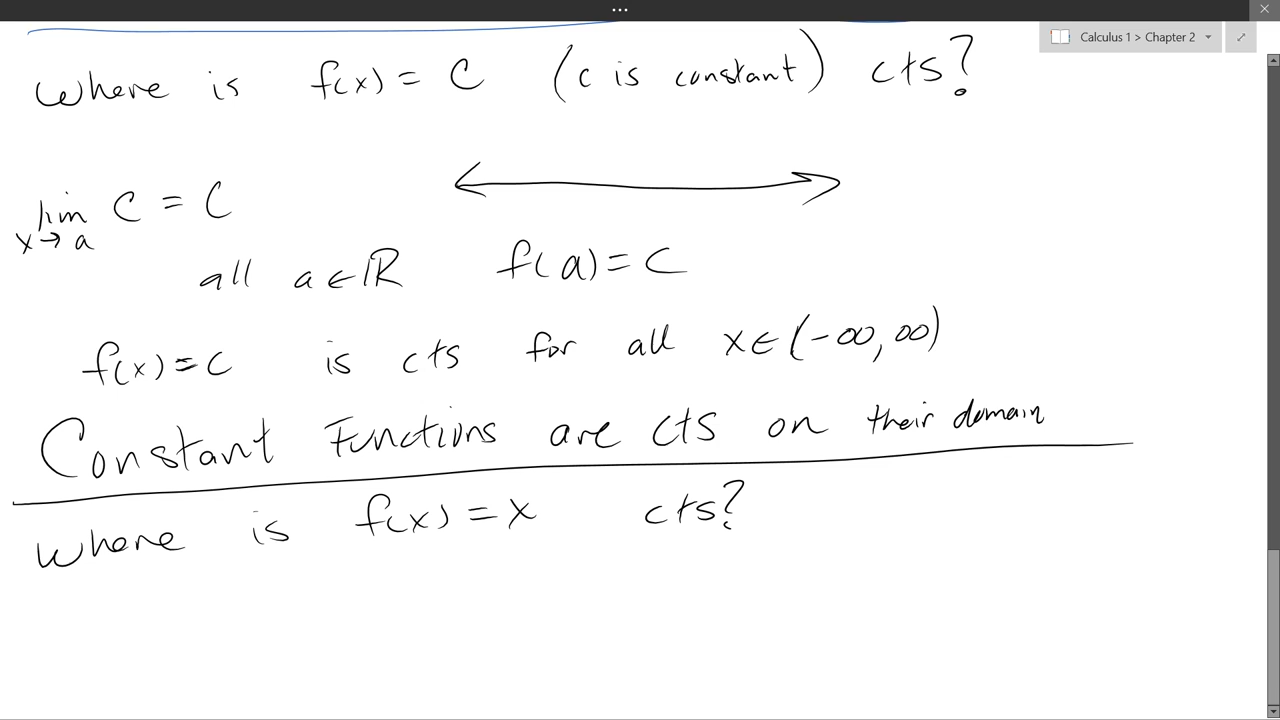 ...
Calculus 1 > Chapter 2
where is f(x) = C (c is constant) cts?
lim x→a C = C
all a∈ℝ f(a) = C
f(x) = C is cts for all x∈(-∞,∞)
Constant Functions are cts on their domain
where is f(x) = x cts?